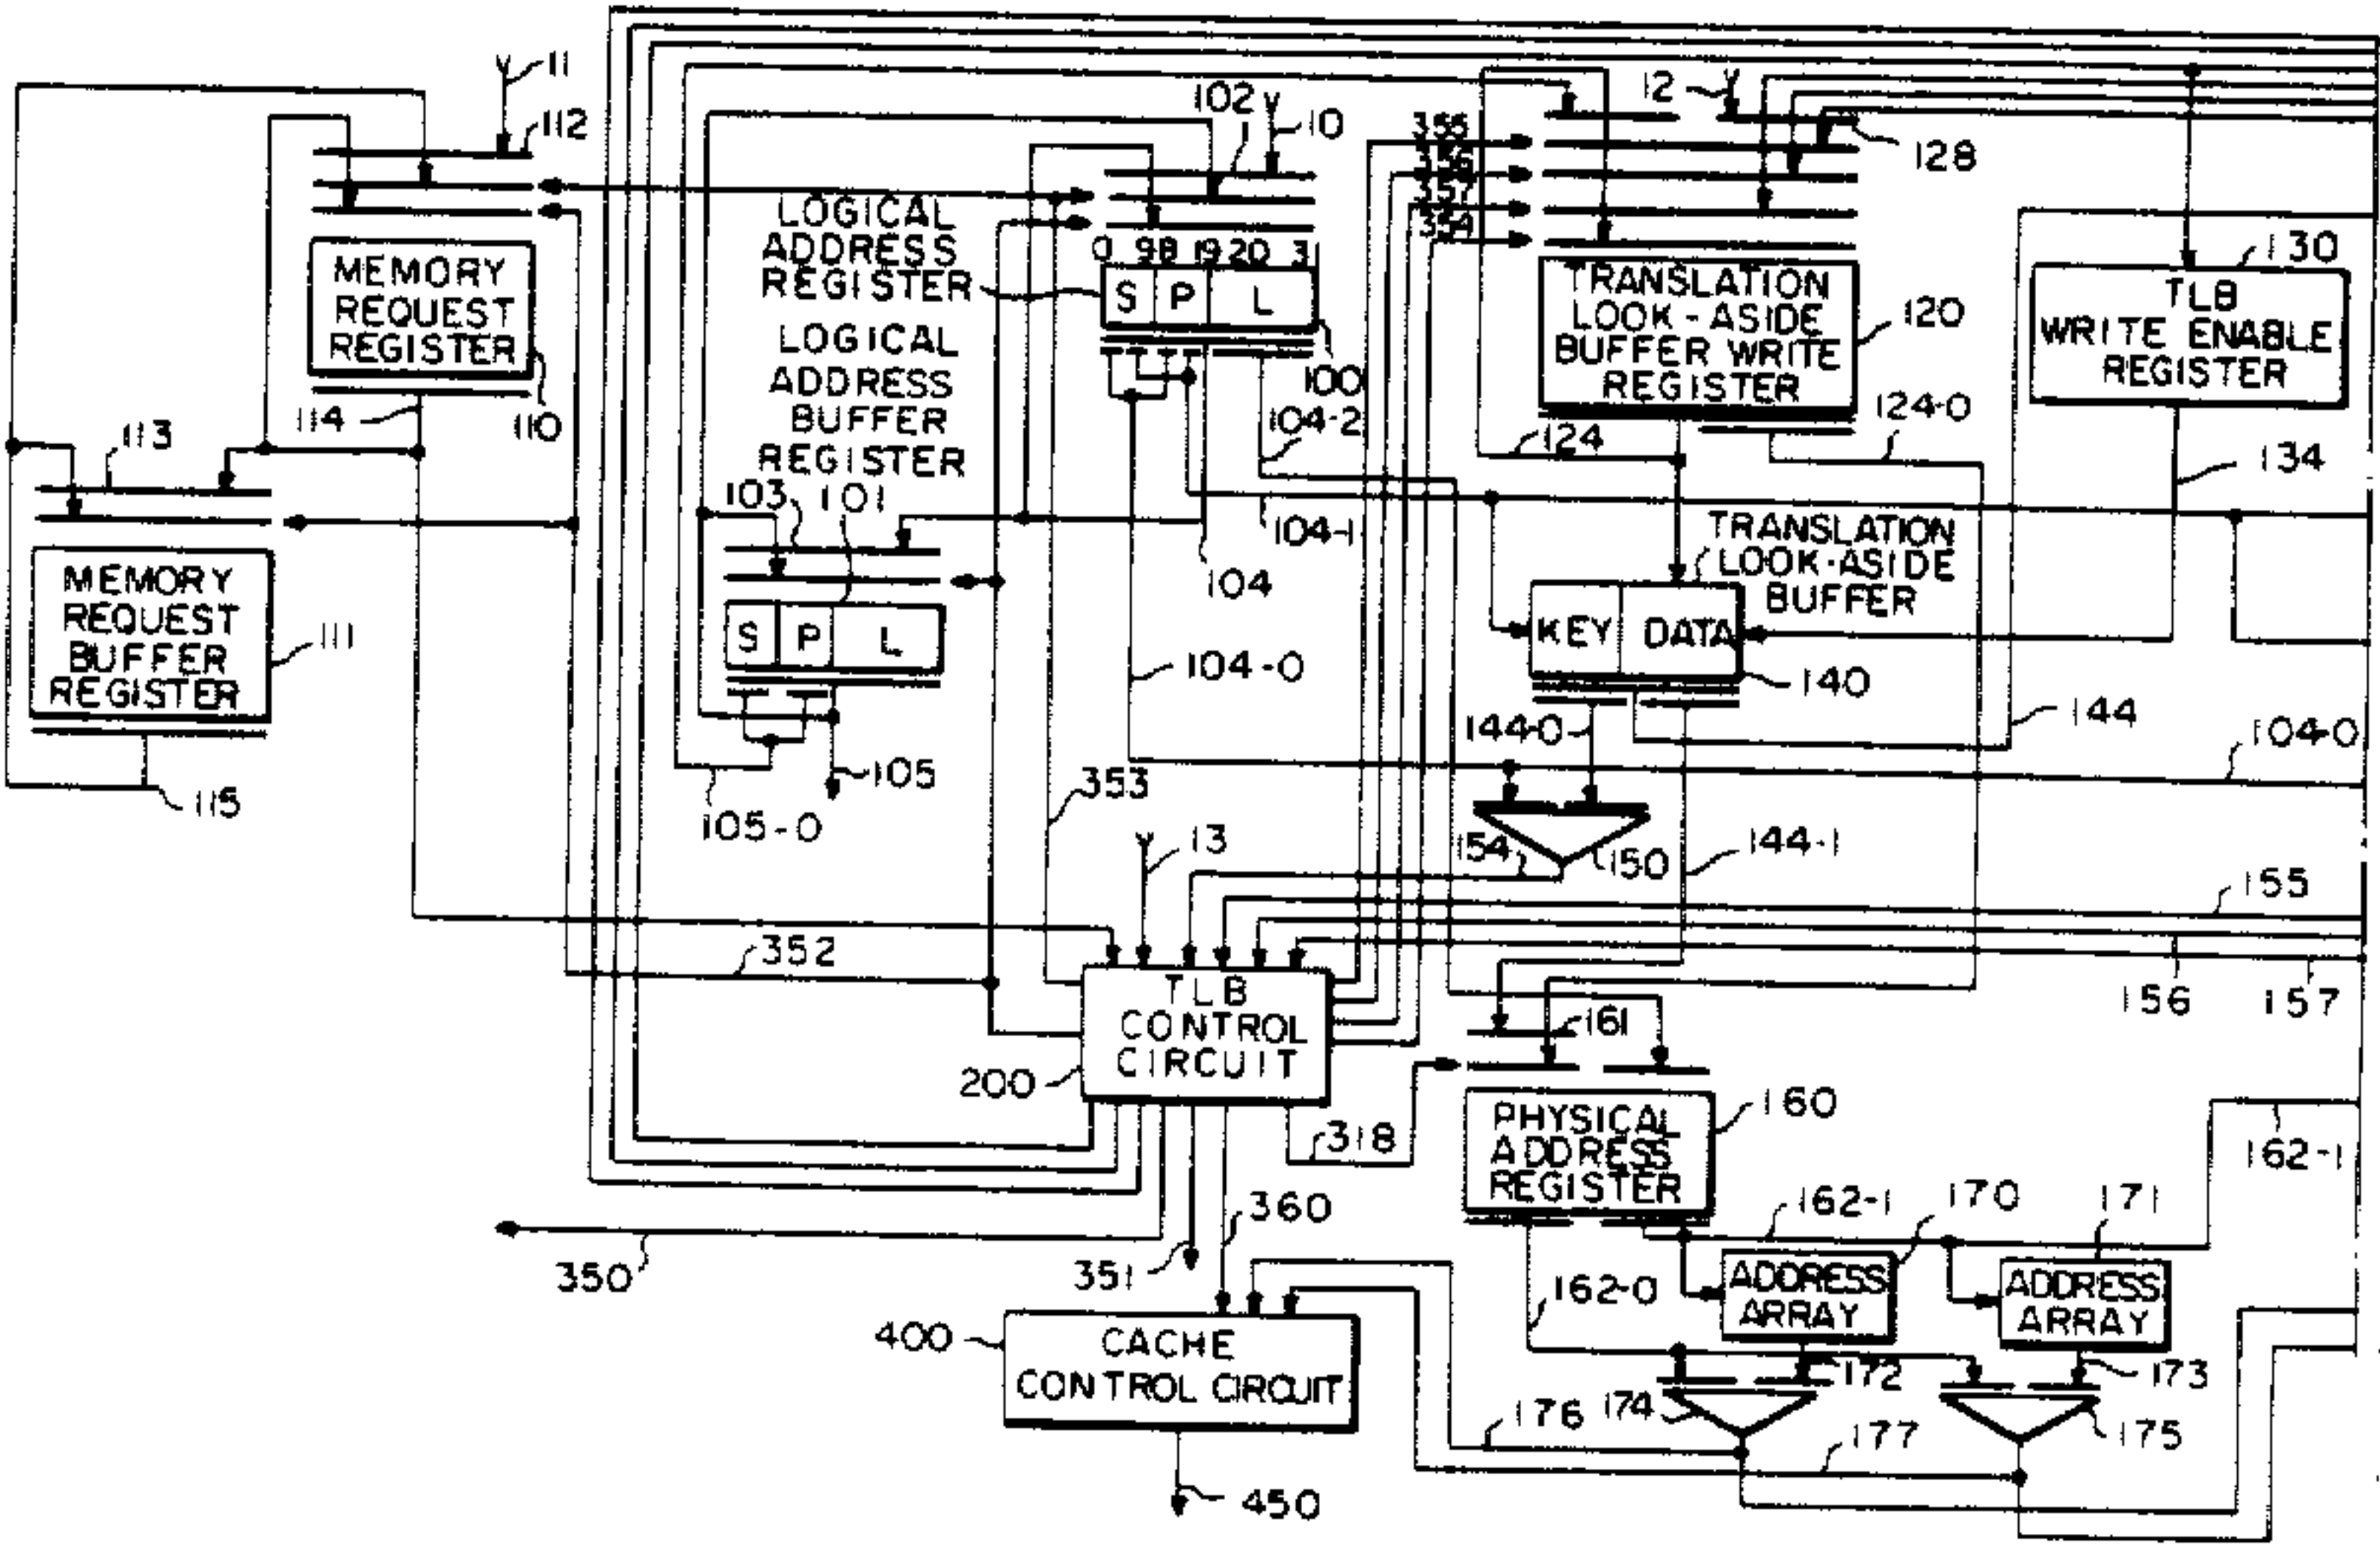 11
112
102
10
12
128
355
356
357
354
LOGICAL
ADDRESS
REGISTER
0 9 8 19 20 3
S P L
100
MEMORY
REQUEST
REGISTER
110
114
113
TRANSLATION
LOOK-ASIDE
BUFFER WRITE
REGISTER
120
130
TLB
WRITE ENABLE
REGISTER
LOGICAL
ADDRESS
BUFFER
REGISTER
103
101
104-2
104-1
104
124
124-0
134
MEMORY
REQUEST
BUFFER
REGISTER
111
115
S P L
105
105-0
104-0
TRANSLATION
LOOK-ASIDE
BUFFER
KEY DATA
140
144-0
144
104-0
353
13
154
150
144-1
155
156
157
352
TLB
CONTROL
CIRCUIT
200
161
318
PHYSICAL
ADDRESS
REGISTER
160
162-1
350
351
360
162-0
162-1
170
171
ADDRESS
ARRAY
ADDRESS
ARRAY
172
173
400
CACHE
CONTROL CIRCUIT
176
174
177
175
450